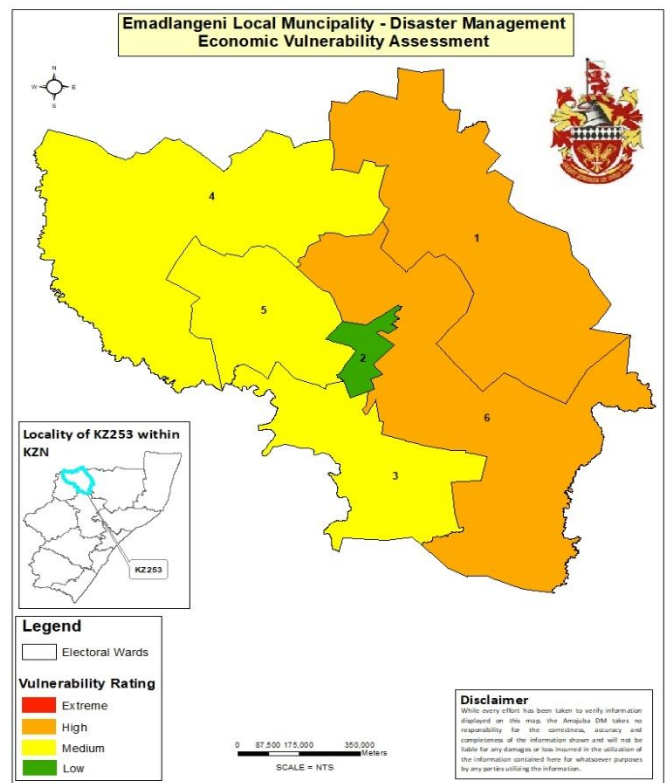 Emadlangeni Local Muncipality - Disaster Management
Economic Vulnerability Assessment
N
W E
S
4
1
5
2
6
3
Locality of KZ253 within
KZN
KZ253
Legend
Electoral Wards
Vulnerability Rating
Extreme
High
Medium
Low
0 87,500 175,000 350,000
Meters
SCALE = NTS
Disclaimer
While every effort has been taken to verify information
displayed on this map, the Amajuba DM takes no
responsibility for the correctness, accuracy and
completeness of the information shown and will not be
liable for any damages or loss incurred in the utilization of
the information contained here for whatsoever purposes
by any parties utilizing the information.